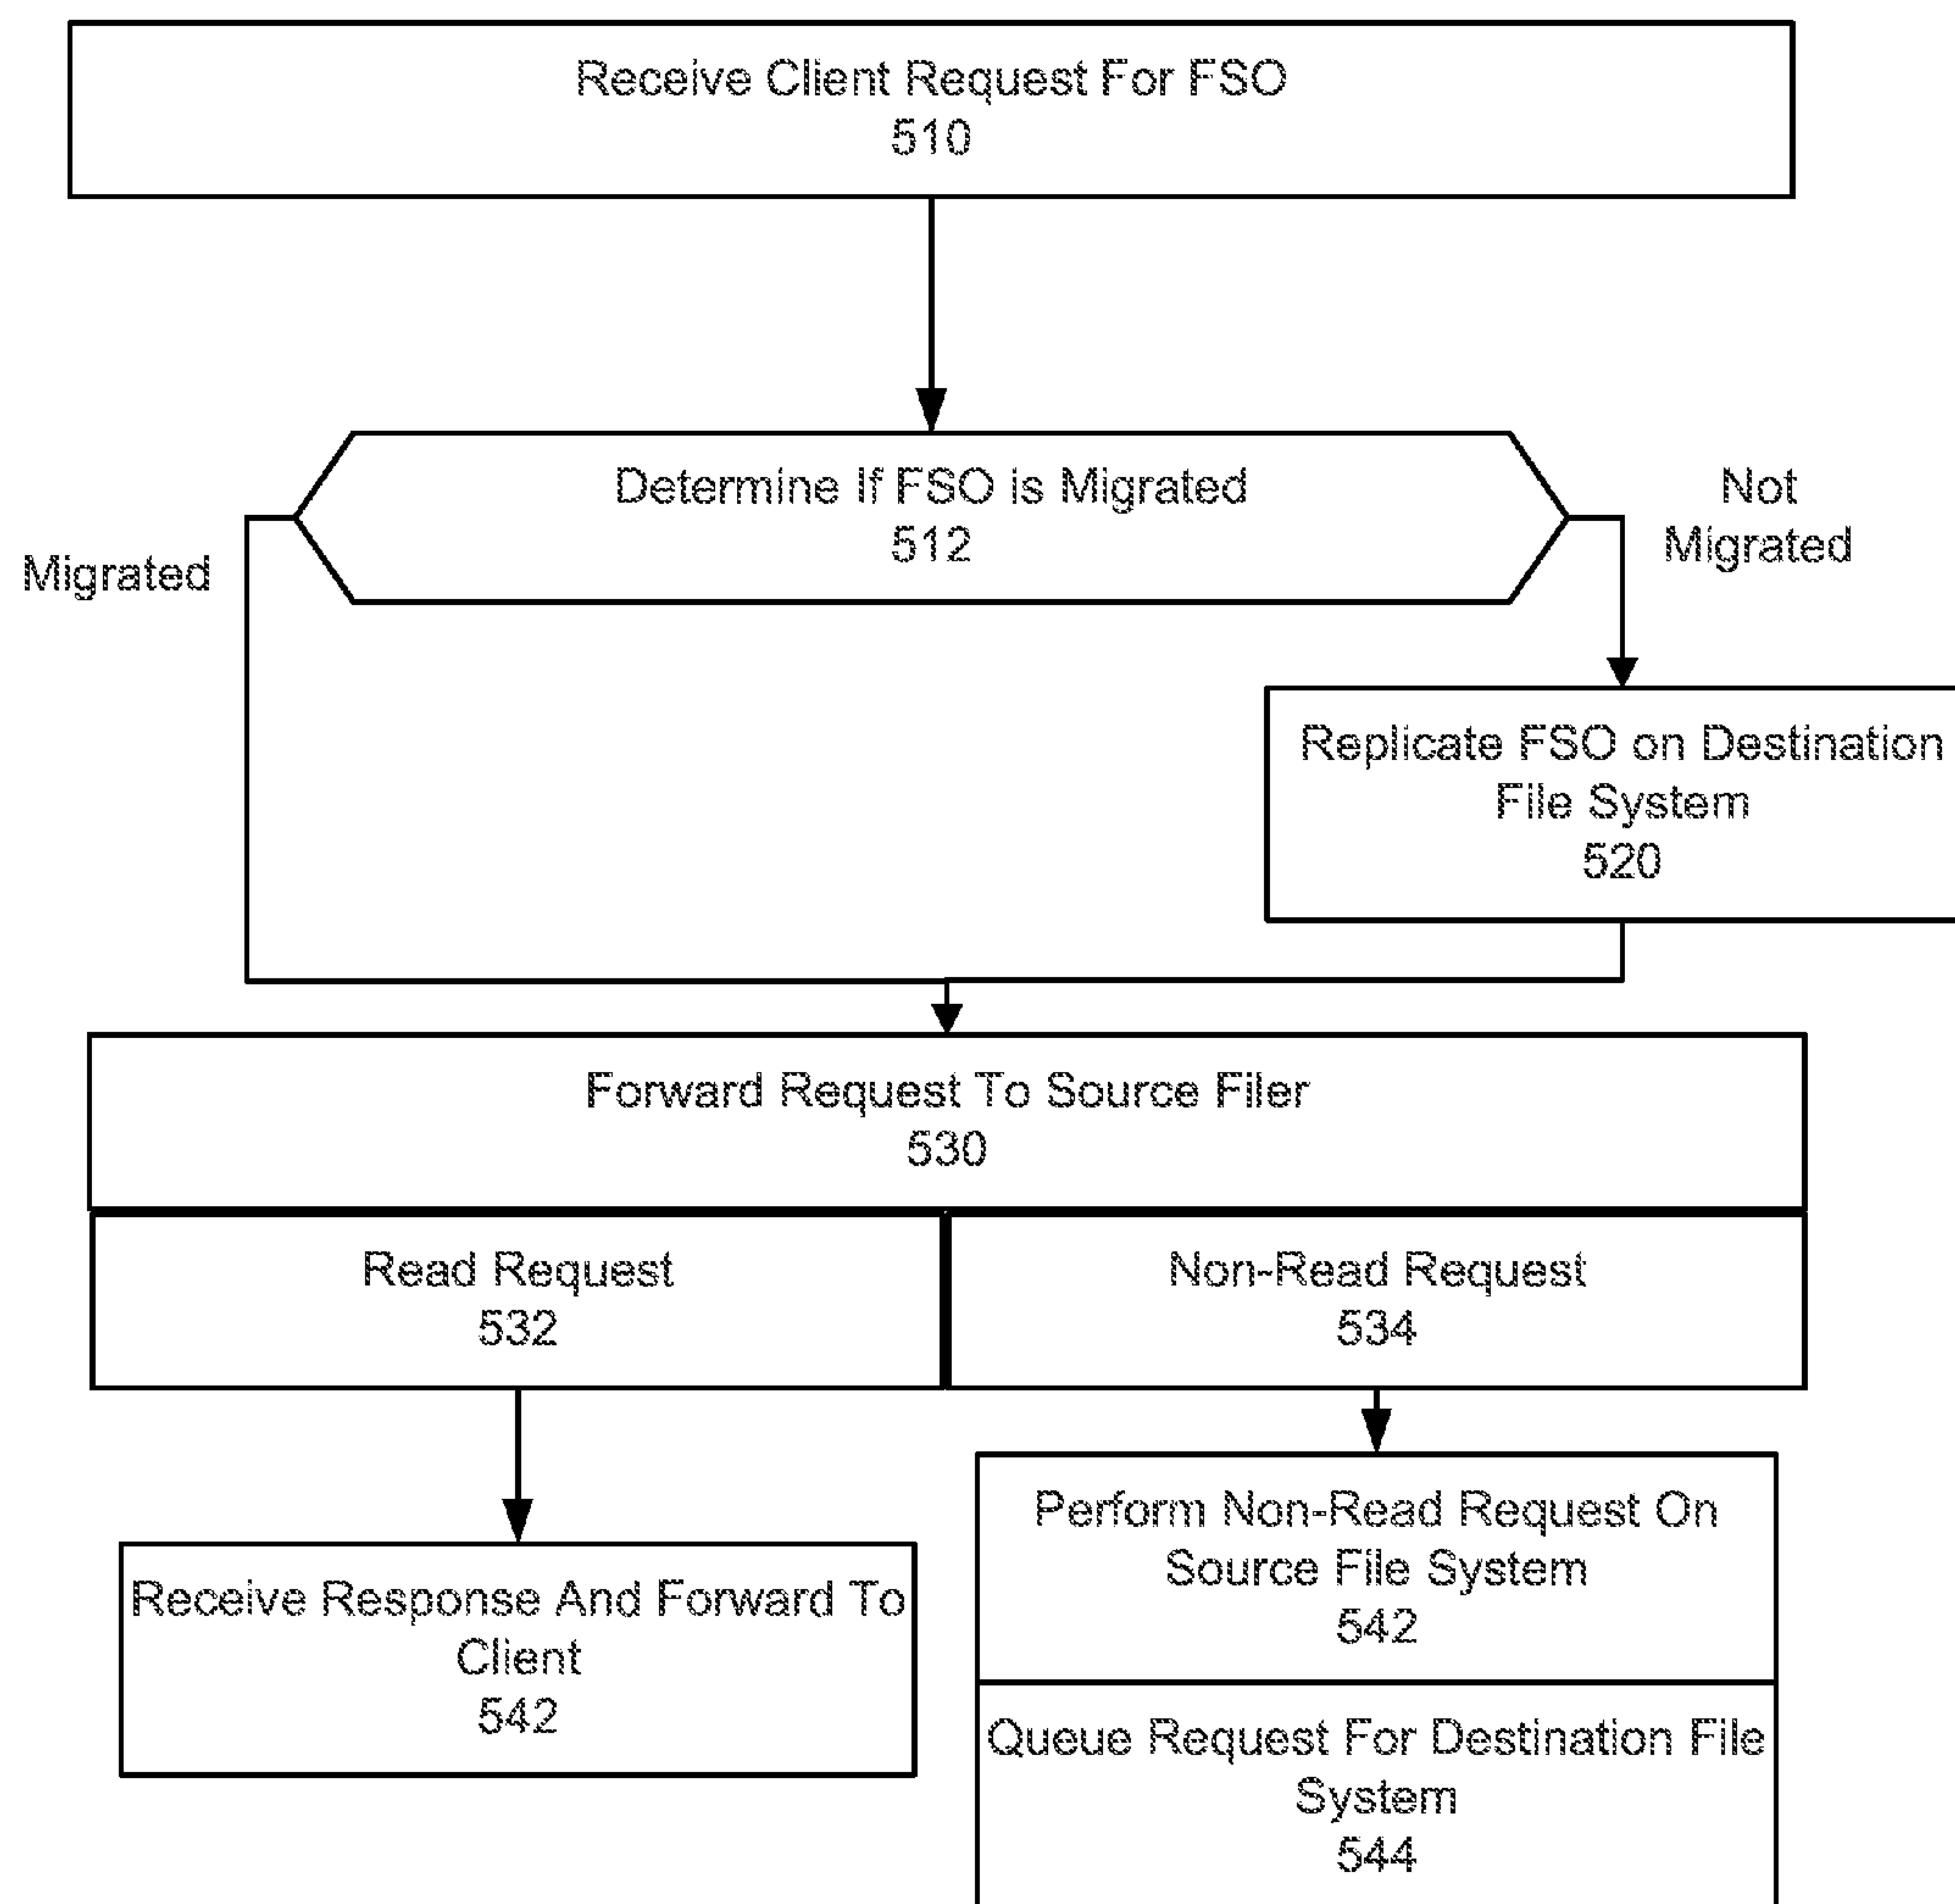 Receive Client Request For FSO
510
Determine If FSO is Migrated
512
Migrated
Not
Migrated
Replicate FSO on Destination
File System
520
Forward Request To Source Filer
530
Read Request
532
Non-Read Request
534
Receive Response And Forward To
Client
542
Perform Non-Read Request On
Source File System
542
Queue Request For Destination File
System
544